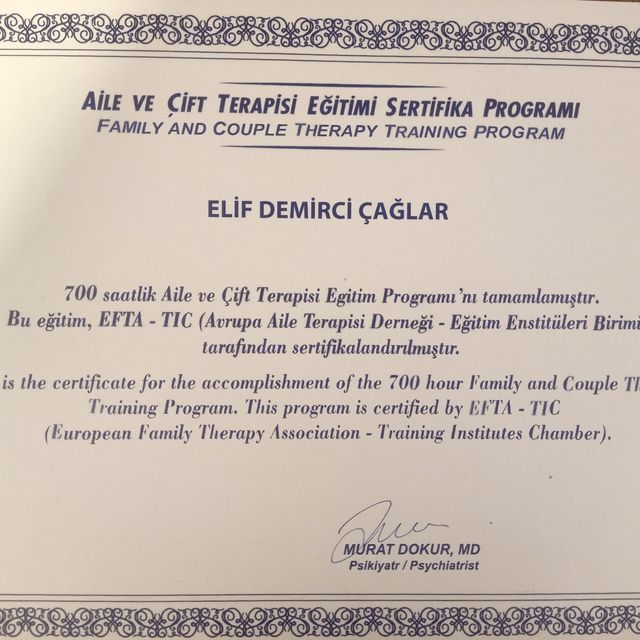 AİLE VE ÇİFT TERAPİSİ EĞİTİMİ SERTİFİKA PROGRAMI
FAMILY AND COUPLE THERAPY TRAINING PROGRAM
ELİF DEMİRCİ ÇAĞLAR
700 saatlik Aile ve Çift Terapisi Egitim Programı'nı tamamlamıştır.
Bu eğitim, EFTA - TIC (Avrupa Aile Terapisi Derneği - Eğitim Enstitüleri Birimi
tarafından sertifikalandırılmıştır.
is the certificate for the accomplishment of the 700 hour Family and Couple
Training Program. This program is certified by EFTA - TIC
(European Family Therapy Association - Training Institutes Chamber).
MURAT DOKUR, MD
Psikiyatr / Psychiatrist